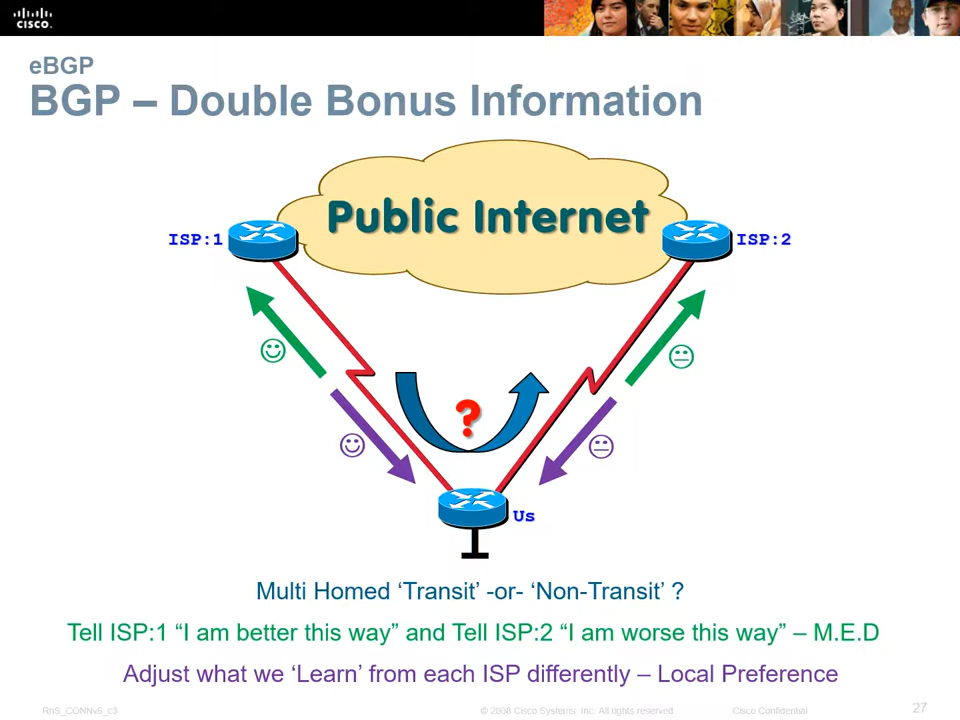 CISCO.
eBGP
BGP – Double Bonus Information
Public Internet
ISP:1
ISP:2
?
Us
Multi Homed ‘Transit’ -or- ‘Non-Transit’ ?
Tell ISP:1 “I am better this way” and Tell ISP:2 “I am worse this way” – M.E.D
Adjust what we ‘Learn’ from each ISP differently – Local Preference
RnS_CONNv5_c3
© 2008 Cisco Systems, Inc. All rights reserved.
Cisco Confidential
27